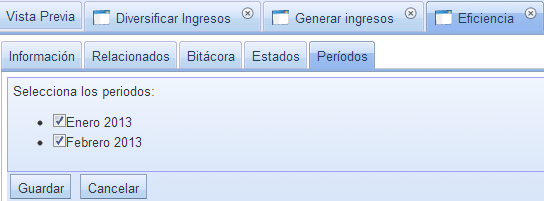 Vista Previa Diversificar Ingresos Generar ingresos Eficiencia
Información Relacionados Bitácora Estados Períodos
Selecciona los periodos:
Enero 2013
Febrero 2013
Guardar Cancelar